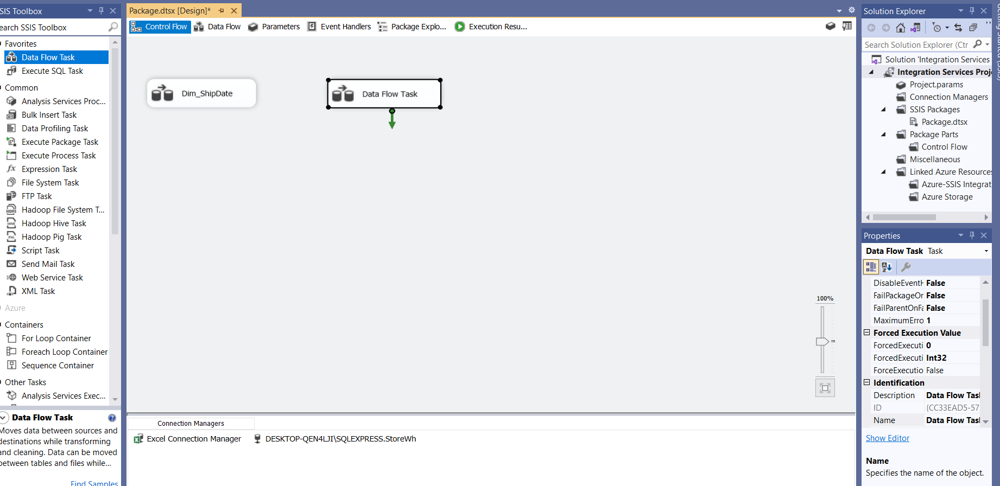 SSIS Toolbox
Search SSIS Toolbox
Favorites
Data Flow Task
Execute SQL Task
Common
Analysis Services Proc...
Bulk Insert Task
Data Profiling Task
Execute Package Task
Execute Process Task
fx Expression Task
File System Task
FTP Task
Hadoop File System T...
Hadoop Hive Task
Hadoop Pig Task
Script Task
Send Mail Task
Web Service Task
XML Task
Azure
Containers
For Loop Container
Foreach Loop Container
Sequence Container
Other Tasks
Analysis Services Exec...
Data Flow Task
Moves data between sources and
destinations while transforming
and cleaning. Data can be moved
between tables and files while...
Find Samples
Package.dtsx [Design]*
Control Flow
Data Flow
Parameters
Event Handlers
Package Explo...
Execution Resu...
Dim_ShipDate
Data Flow Task
100%
Connection Managers
Excel Connection Manager
DESKTOP-QEN4LJI\SQLEXPRESS.StoreWh
Solution Explorer
Search Solution Explorer (Ctr
Solution 'Integration Services
Integration Services Proj
Project.params
Connection Managers
SSIS Packages
Package.dtsx
Package Parts
Control Flow
Miscellaneous
Linked Azure Resources
Azure-SSIS Integrat
Azure Storage
Properties
Data Flow Task Task
DisableEventH False
FailPackageOr False
FailParentOnFa False
MaximumErro 1
Forced Execution Value
ForcedExecuti 0
ForcedExecuti Int32
ForceExecutio False
Identification
Description Data Flow Tasl
ID {CC33EAD5-57
Name Data Flow Tasl
Show Editor
Name
Specifies the name of the object.
Getting Started (SSIS)